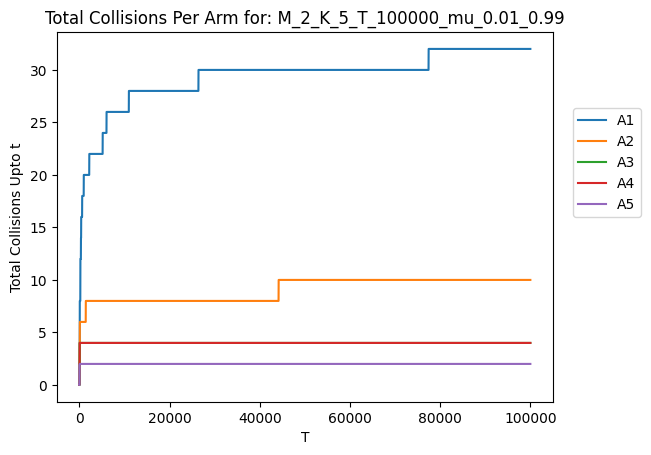 Total Collisions Per Arm for: M_2_K_5_T_100000_mu_0.01_0.99
Total Collisions Upto t
30
25
20
15
10
5
0
0 20000 40000 60000 80000 100000
T
A1
A2
A3
A4
A5